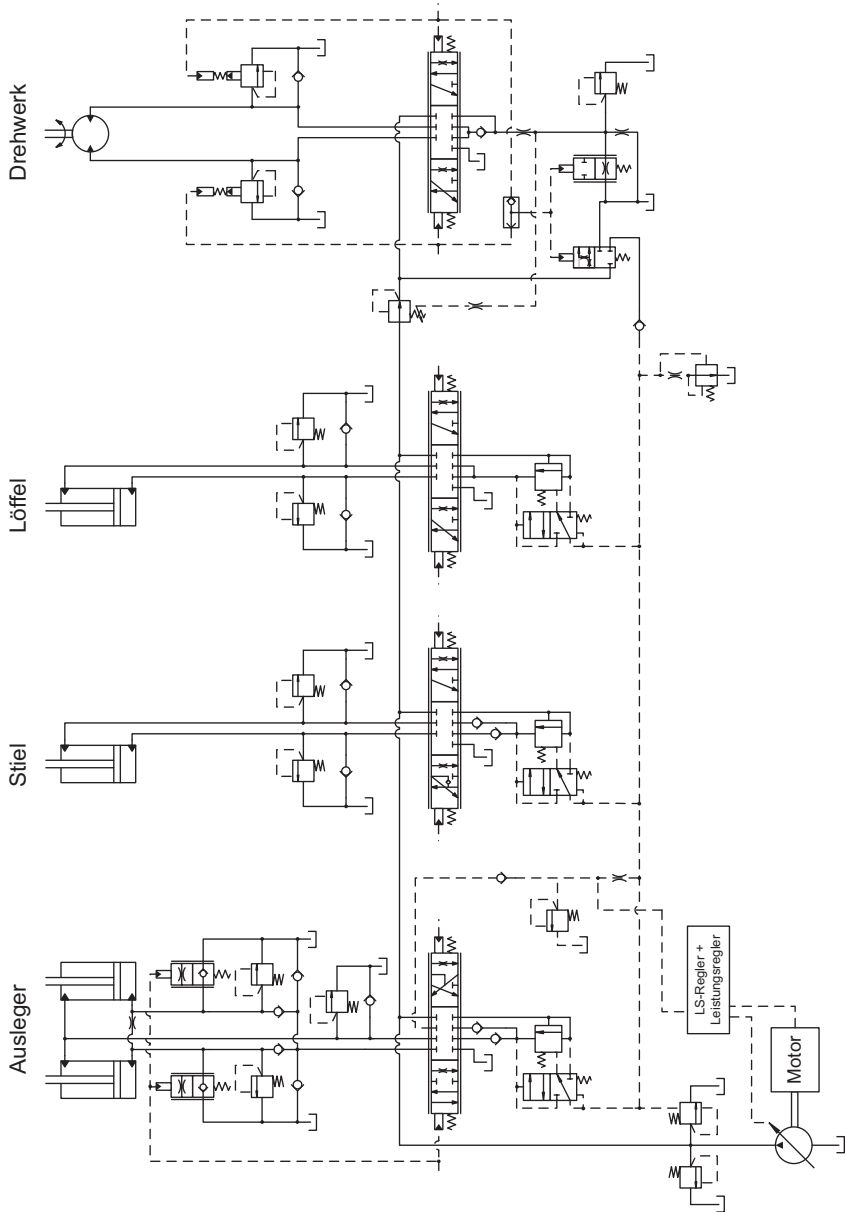 Ausleger
Stiel
Löffel
Drehwerk
LS-Regler +
Leistungsregler
Motor